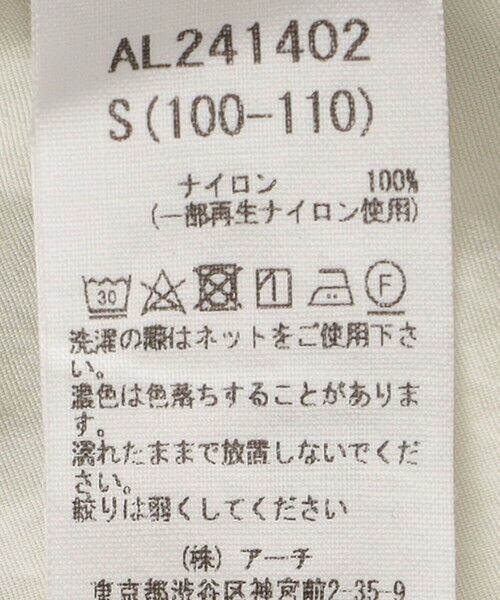 AL241402
S(100-110)
ナイロン 100%
(一部再生ナイロン使用)
30 F
洗濯の際はネットをご使用下さ
い。
濃色は色落ちすることがありま
す。
濡れたままで放置しないでくだ
さい。
絞りは弱くしてください
(株) アーチ
東京都渋谷区神宮前2-35-9